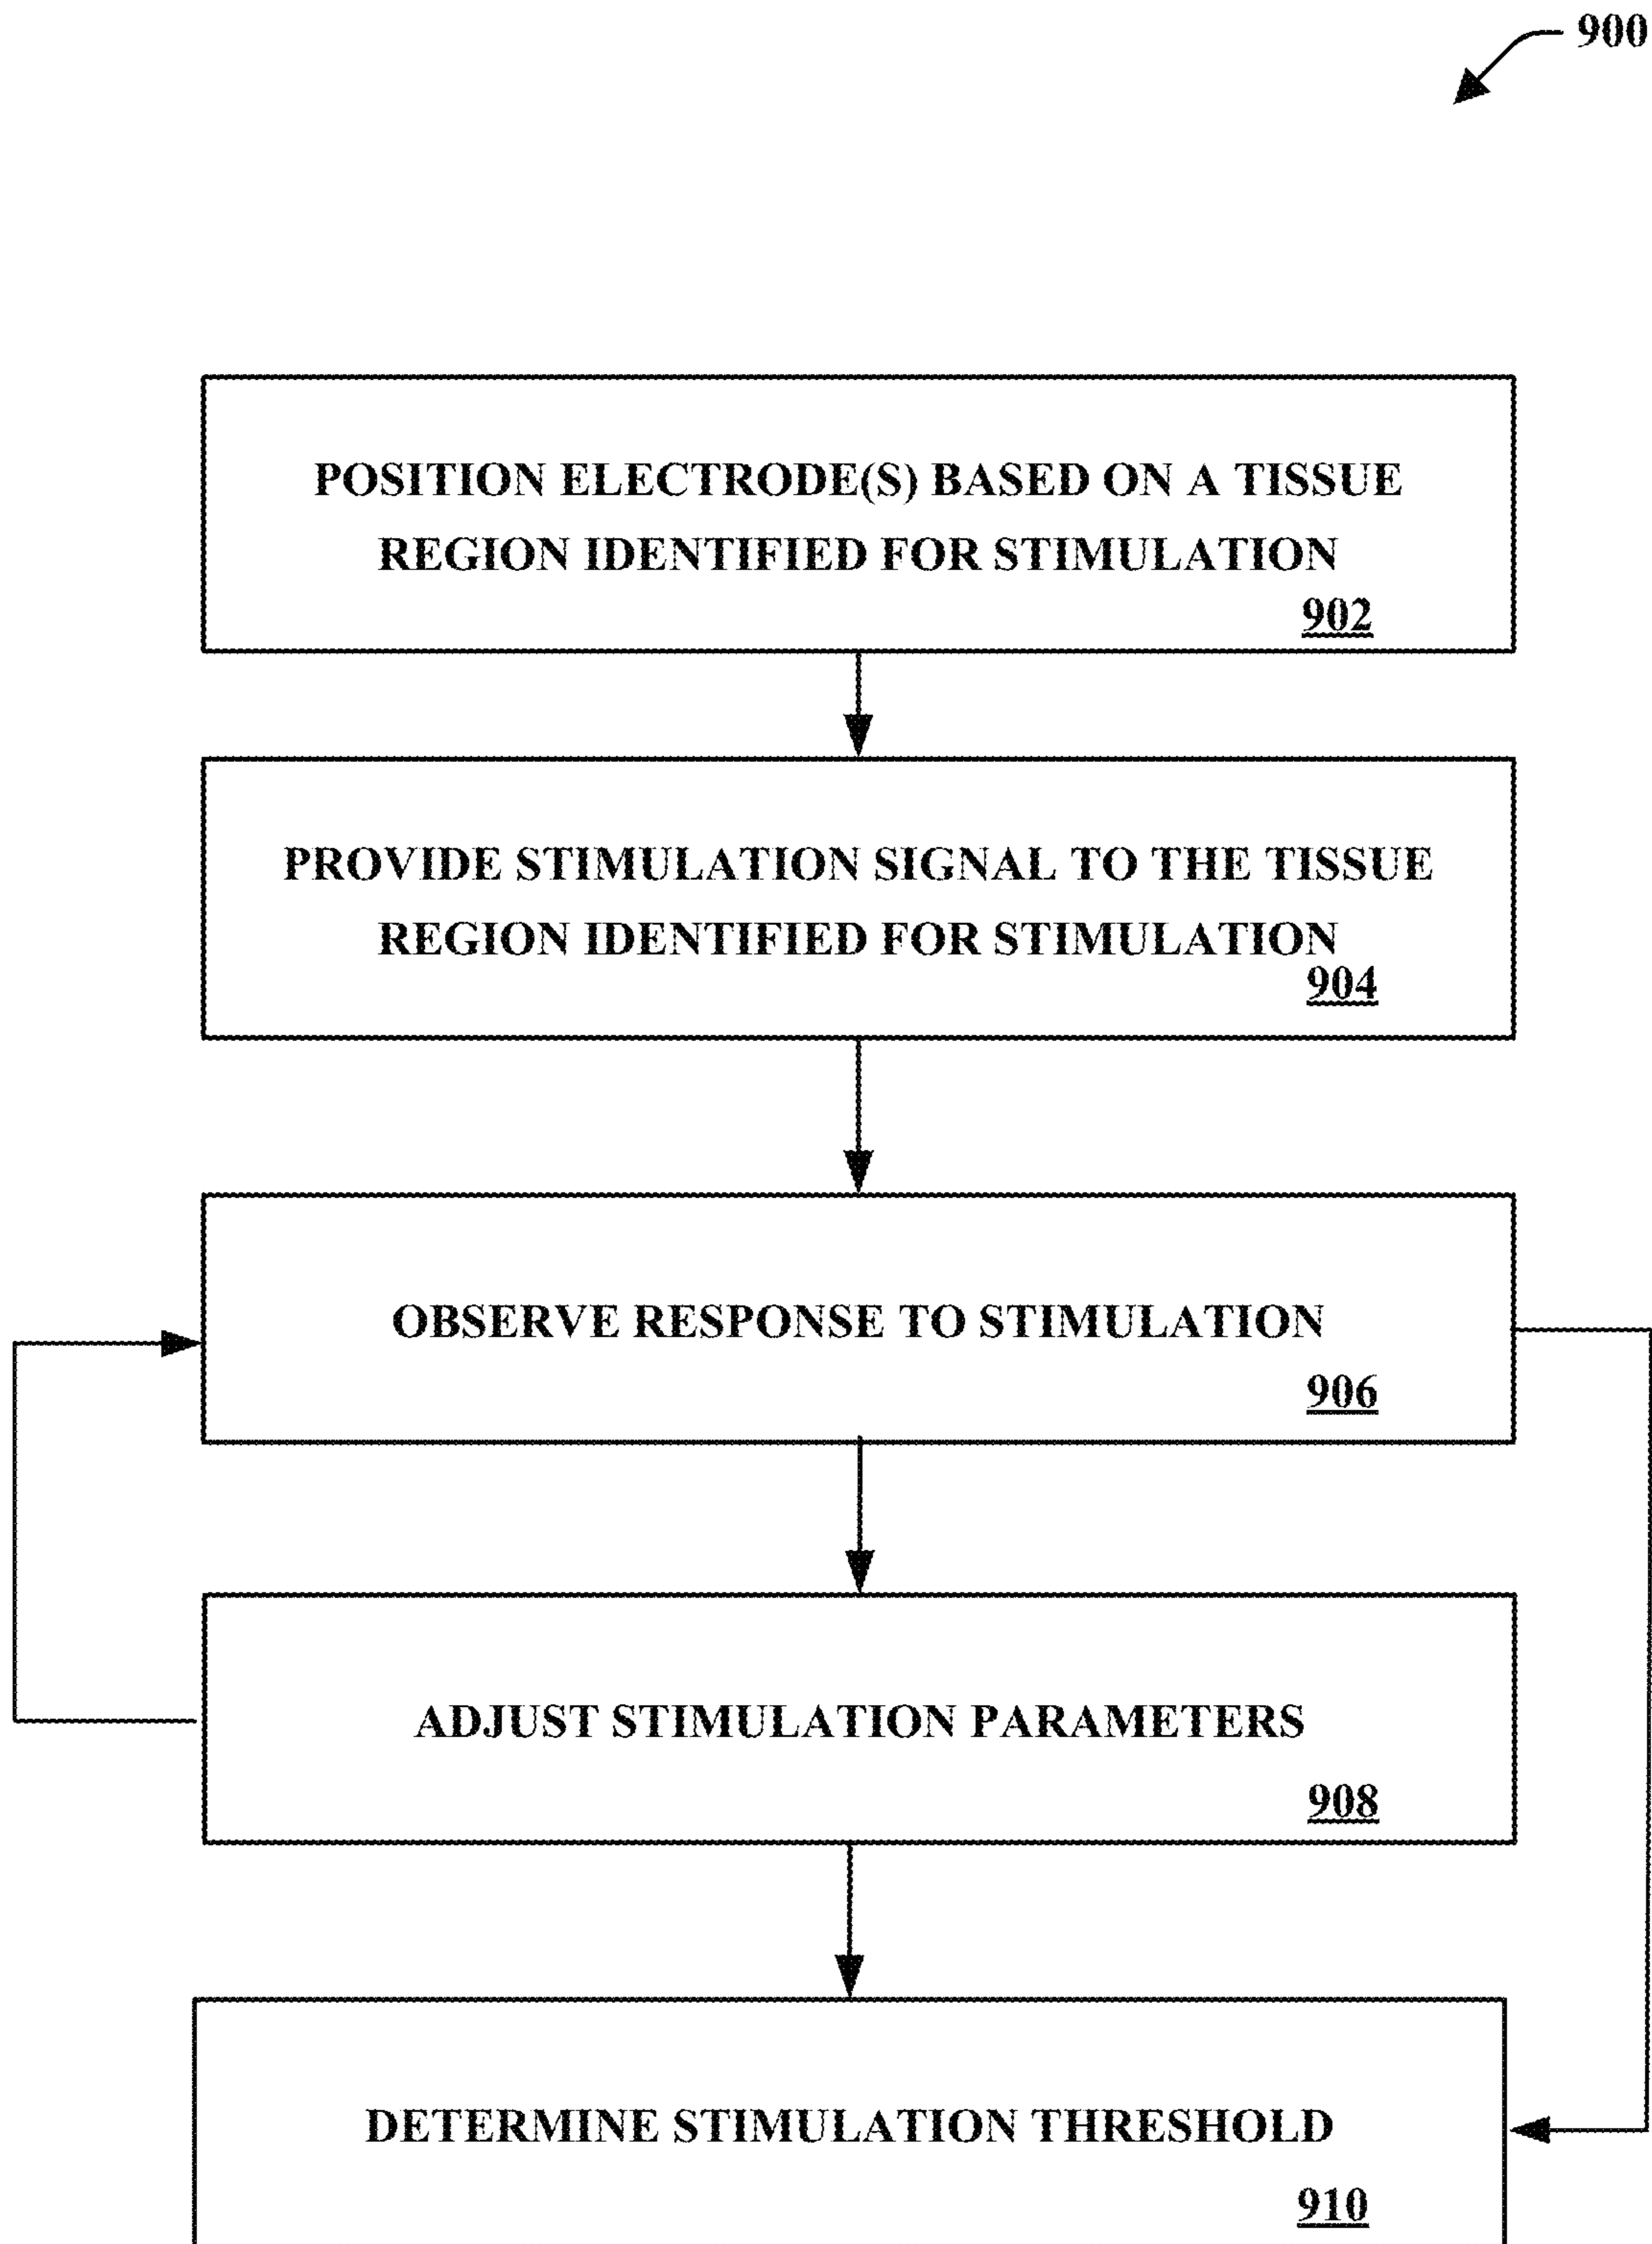 900
POSITION ELECTRODE(S) BASED ON A TISSUE
REGION IDENTIFIED FOR STIMULATION
902
PROVIDE STIMULATION SIGNAL TO THE TISSUE
REGION IDENTIFIED FOR STIMULATION
904
OBSERVE RESPONSE TO STIMULATION
906
ADJUST STIMULATION PARAMETERS
908
DETERMINE STIMULATION THRESHOLD
910